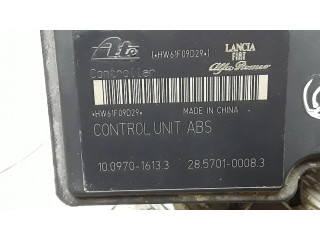 Ate (*HW61F09D29*) LANCIA
FIAT
Controller Alfa Romeo
*HW61F09D29* MADE IN CHINA
CONTROL UNIT ABS
10.0970-1613.3 28.5701-0008.3